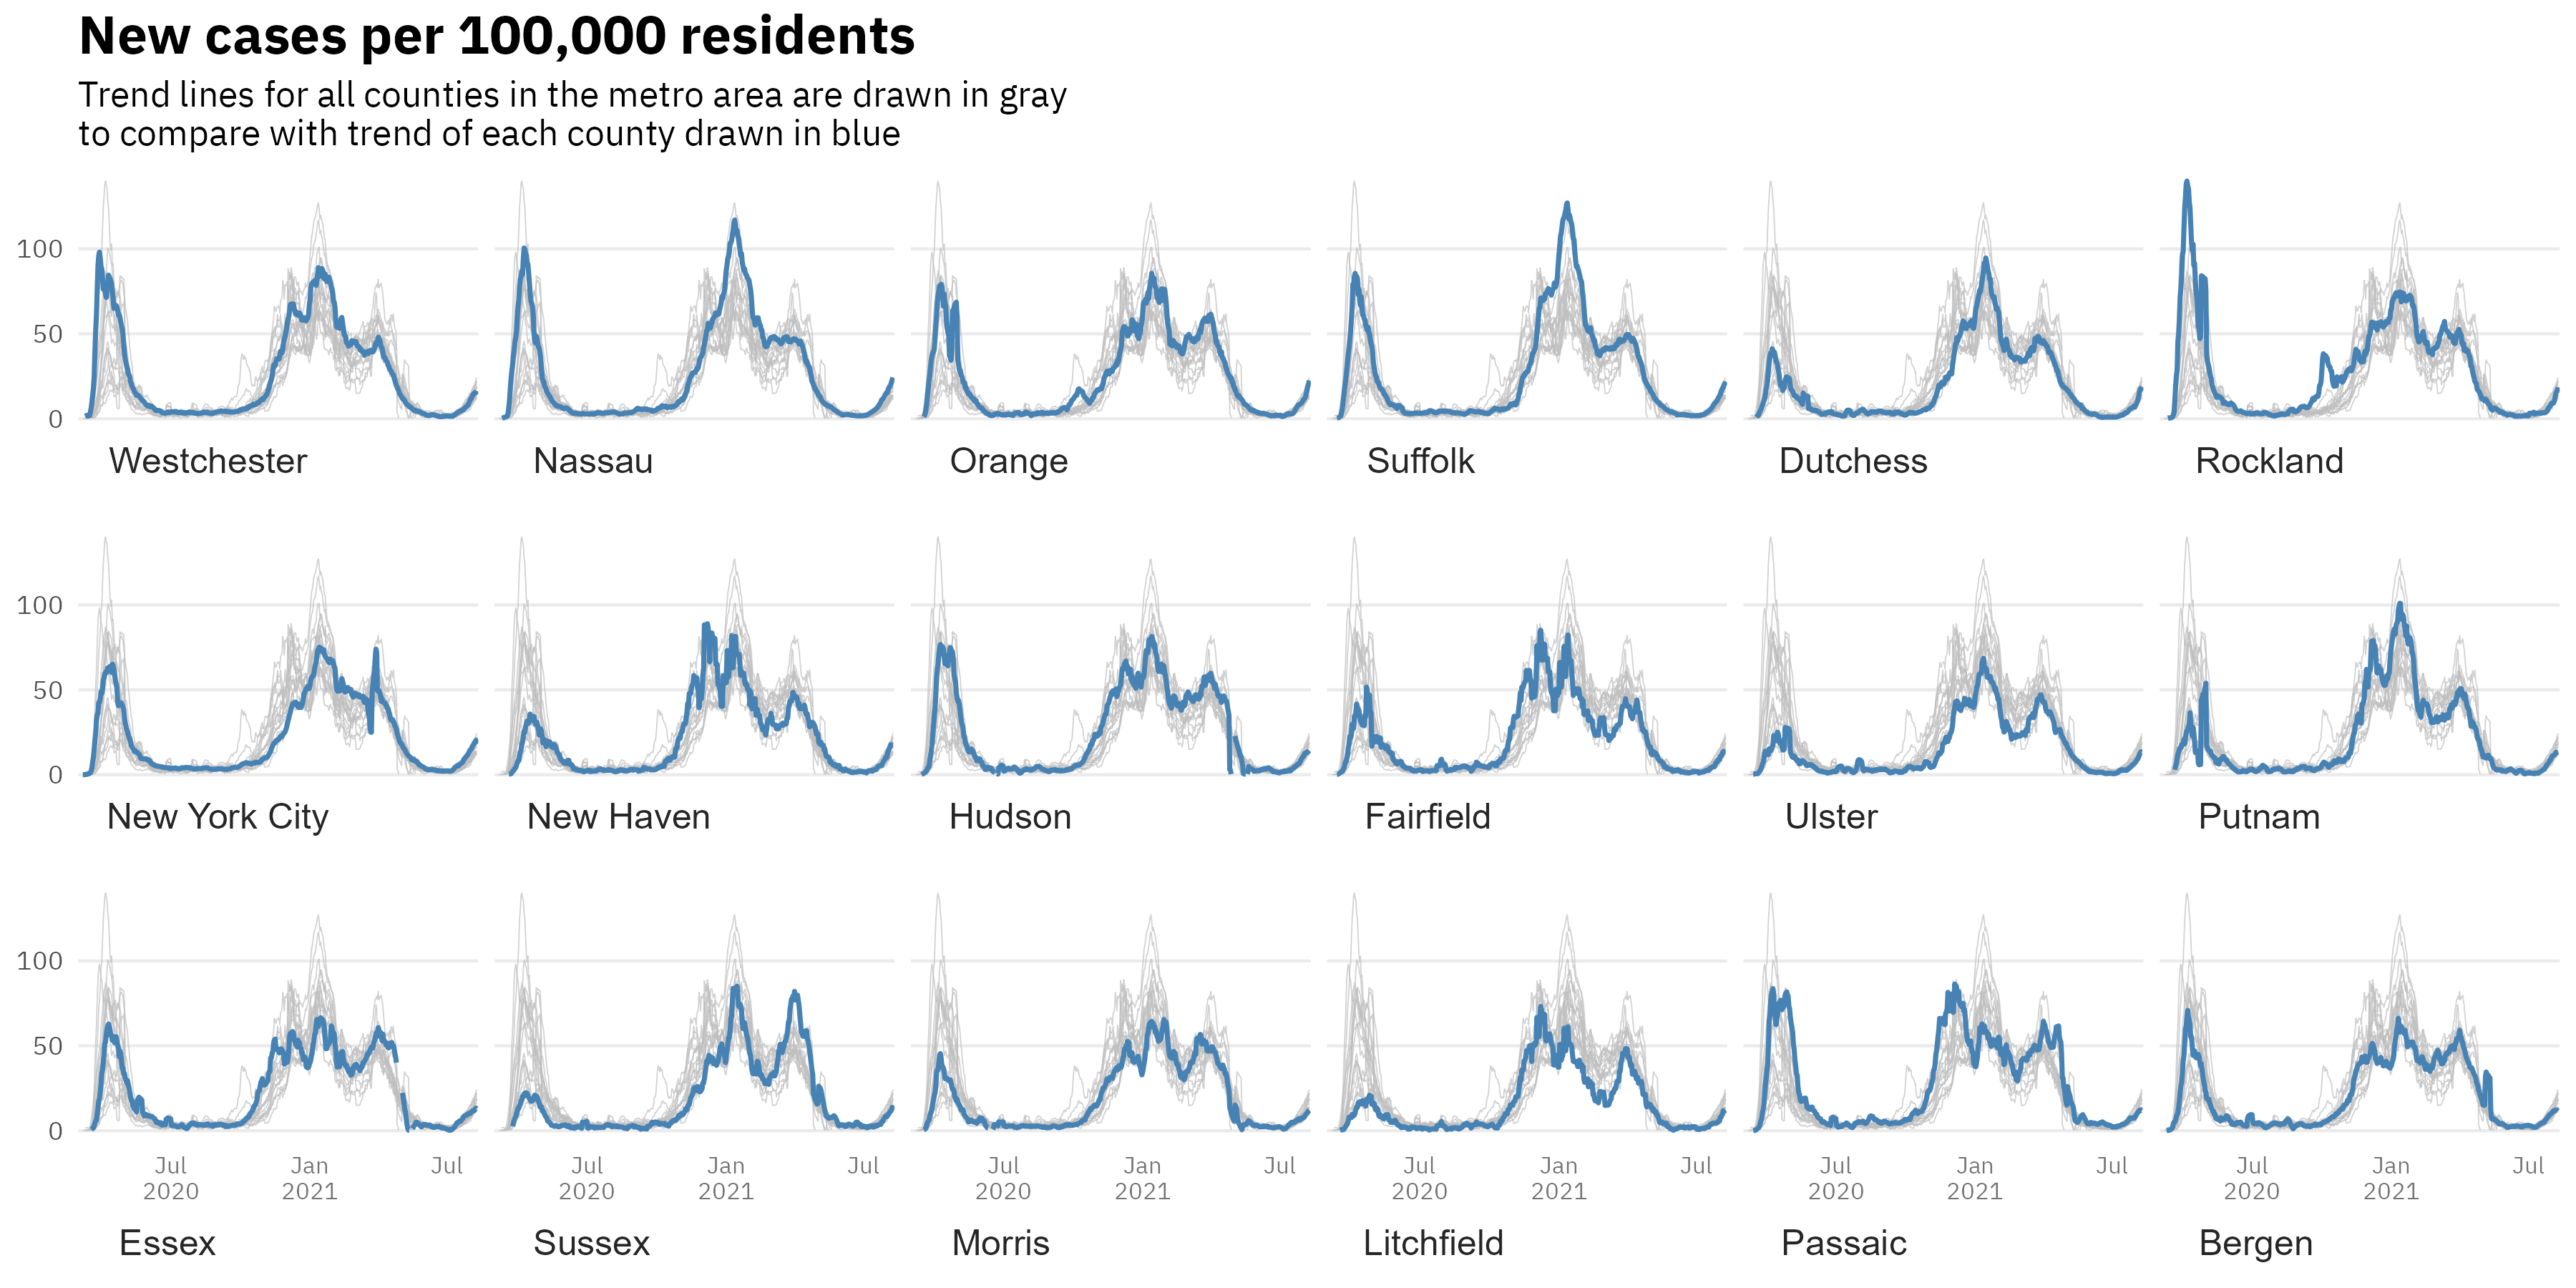 New cases per 100,000 residents
Trend lines for all counties in the metro area are drawn in gray
to compare with trend of each county drawn in blue
100
50
0
Westchester
Nassau
Orange
Suffolk
Dutchess
Rockland
100
50
0
New York City
New Haven
Hudson
Fairfield
Ulster
Putnam
100
50
0
Jul
2020
Jan
2021
Jul
Jul
2020
Jan
2021
Jul
Jul
2020
Jan
2021
Jul
Jul
2020
Jan
2021
Jul
Jul
2020
Jan
2021
Jul
Jul
2020
Jan
2021
Jul
Essex
Sussex
Morris
Litchfield
Passaic
Bergen